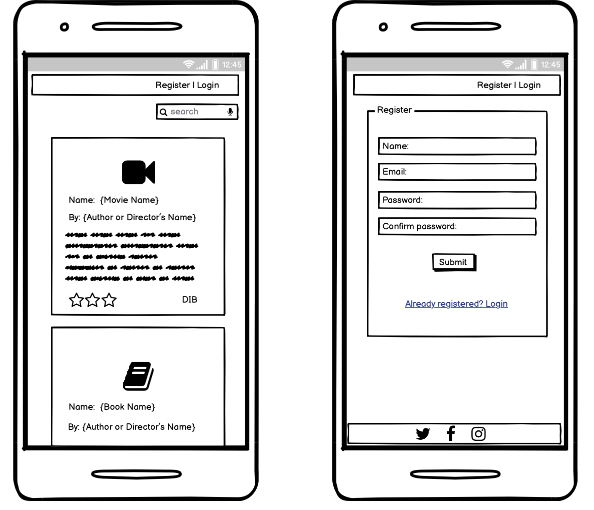 12:45
Register | Login
search
Name: {Movie Name}
By: {Author or Director's Name}
DIB
Name: {Book Name}
By: {Author or Director's Name}
12:45
Register | Login
Register
Name:
Email:
Password:
Confirm password:
Submit
Already registered? Login